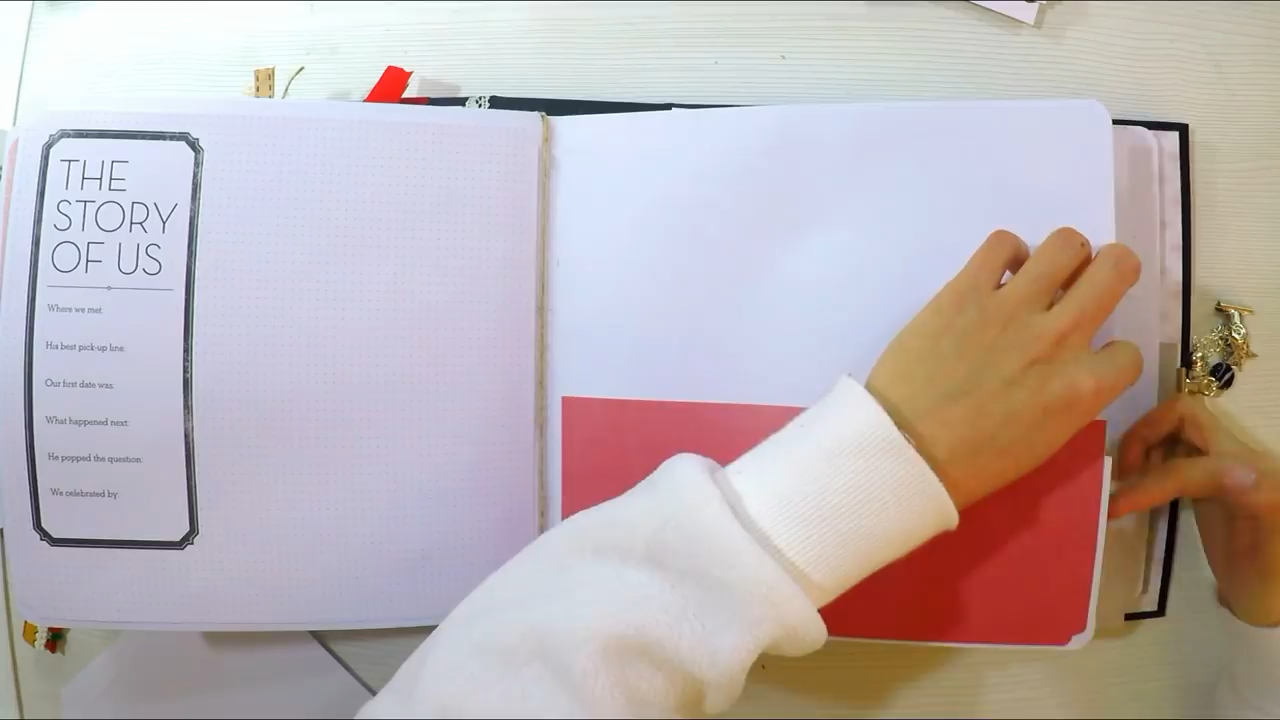 THE
STORY
OF US
Where we met:
His best pick-up line:
Our first date was:
What happened next:
He popped the question:
We celebrated by: